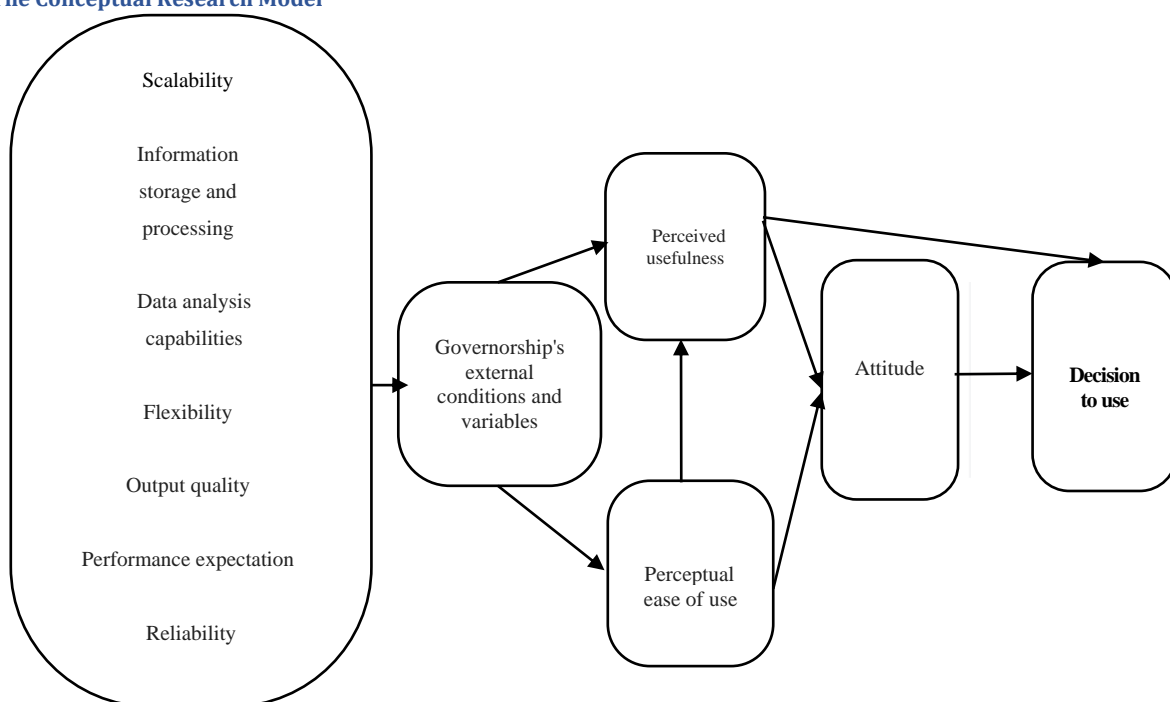 The Conceptual Research Model
Scalability
Information
storage and
processing
Data analysis
capabilities
Flexibility
Output quality
Performance expectation
Reliability
Governorship's
external
conditions and
variables
Perceived
usefulness
Perceptual
ease of use
Attitude
Decision
to use